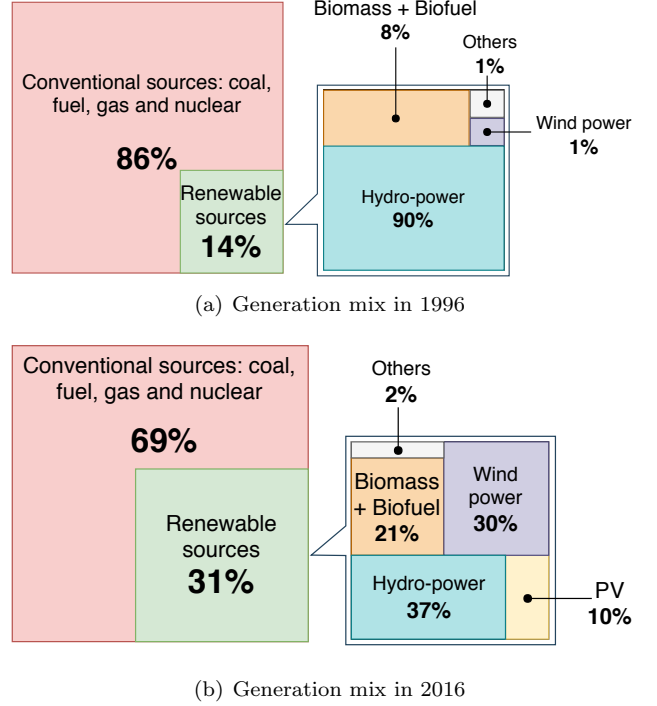 Biomass + Biofuel
8%
Others
1%
Conventional sources: coal,
fuel, gas and nuclear
86%
Wind power
1%
Renewable
sources
14%
Hydro-power
90%
(a) Generation mix in 1996
Conventional sources: coal,
fuel, gas and nuclear
69%
Others
2%
Renewable
sources
31%
Biomass
+ Biofuel
21%
Wind
power
30%
Hydro-power
37%
PV
10%
(b) Generation mix in 2016